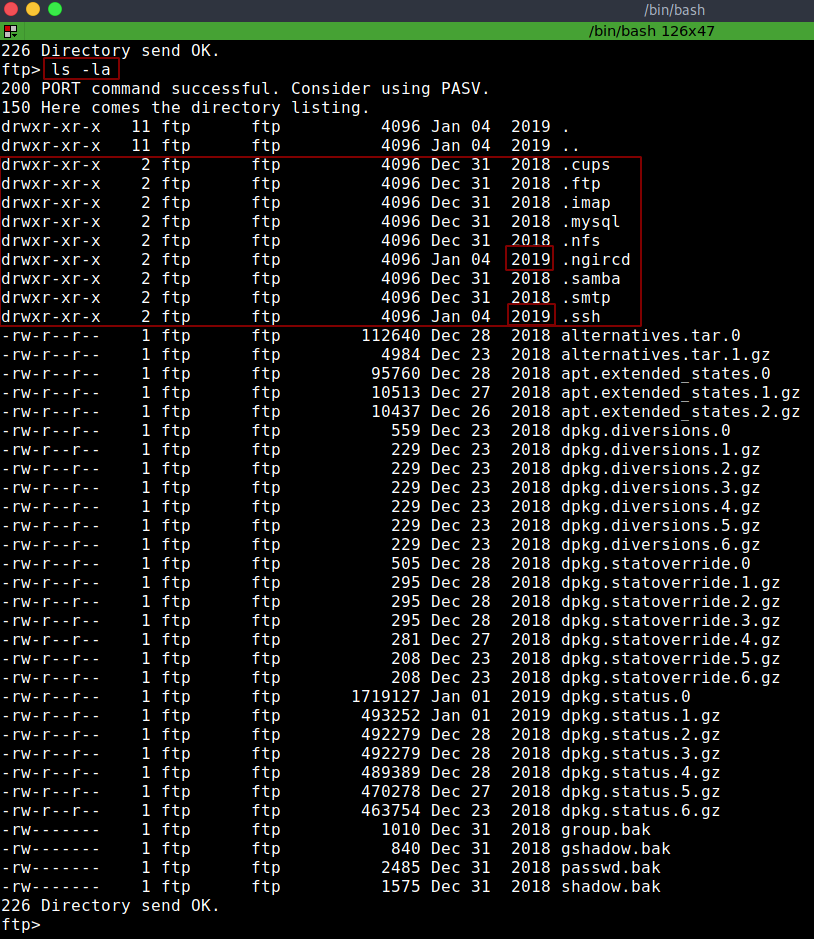 /bin/bash
/bin/bash 126x47
226 Directory send OK.
ftp> ls -la
200 PORT command successful. Consider using PASV.
150 Here comes the directory listing.
drwxr-xr-x   11 ftp      ftp          4096 Jan 04  2019 .
drwxr-xr-x   11 ftp      ftp          4096 Jan 04  2019 ..
drwxr-xr-x    2 ftp      ftp          4096 Dec 31  2018 .cups
drwxr-xr-x    2 ftp      ftp          4096 Dec 31  2018 .ftp
drwxr-xr-x    2 ftp      ftp          4096 Dec 31  2018 .imap
drwxr-xr-x    2 ftp      ftp          4096 Dec 31  2018 .mysql
drwxr-xr-x    2 ftp      ftp          4096 Dec 31  2018 .nfs
drwxr-xr-x    2 ftp      ftp          4096 Jan 04  2019 .ngircd
drwxr-xr-x    2 ftp      ftp          4096 Dec 31  2018 .samba
drwxr-xr-x    2 ftp      ftp          4096 Dec 31  2018 .smtp
drwxr-xr-x    2 ftp      ftp          4096 Jan 04  2019 .ssh
-rw-r--r--    1 ftp      ftp        112640 Dec 28  2018 alternatives.tar.0
-rw-r--r--    1 ftp      ftp          4984 Dec 23  2018 alternatives.tar.1.gz
-rw-r--r--    1 ftp      ftp         95760 Dec 28  2018 apt.extended_states.0
-rw-r--r--    1 ftp      ftp         10513 Dec 27  2018 apt.extended_states.1.gz
-rw-r--r--    1 ftp      ftp         10437 Dec 26  2018 apt.extended_states.2.gz
-rw-r--r--    1 ftp      ftp           559 Dec 23  2018 dpkg.diversions.0
-rw-r--r--    1 ftp      ftp           229 Dec 23  2018 dpkg.diversions.1.gz
-rw-r--r--    1 ftp      ftp           229 Dec 23  2018 dpkg.diversions.2.gz
-rw-r--r--    1 ftp      ftp           229 Dec 23  2018 dpkg.diversions.3.gz
-rw-r--r--    1 ftp      ftp           229 Dec 23  2018 dpkg.diversions.4.gz
-rw-r--r--    1 ftp      ftp           229 Dec 23  2018 dpkg.diversions.5.gz
-rw-r--r--    1 ftp      ftp           229 Dec 23  2018 dpkg.diversions.6.gz
-rw-r--r--    1 ftp      ftp           505 Dec 28  2018 dpkg.statoverride.0
-rw-r--r--    1 ftp      ftp           295 Dec 28  2018 dpkg.statoverride.1.gz
-rw-r--r--    1 ftp      ftp           295 Dec 28  2018 dpkg.statoverride.2.gz
-rw-r--r--    1 ftp      ftp           295 Dec 28  2018 dpkg.statoverride.3.gz
-rw-r--r--    1 ftp      ftp           281 Dec 27  2018 dpkg.statoverride.4.gz
-rw-r--r--    1 ftp      ftp           208 Dec 23  2018 dpkg.statoverride.5.gz
-rw-r--r--    1 ftp      ftp           208 Dec 23  2018 dpkg.statoverride.6.gz
-rw-r--r--    1 ftp      ftp       1719127 Jan 01  2019 dpkg.status.0
-rw-r--r--    1 ftp      ftp        493252 Jan 01  2019 dpkg.status.1.gz
-rw-r--r--    1 ftp      ftp        492279 Dec 28  2018 dpkg.status.2.gz
-rw-r--r--    1 ftp      ftp        492279 Dec 28  2018 dpkg.status.3.gz
-rw-r--r--    1 ftp      ftp        489389 Dec 28  2018 dpkg.status.4.gz
-rw-r--r--    1 ftp      ftp        470278 Dec 27  2018 dpkg.status.5.gz
-rw-r--r--    1 ftp      ftp        463754 Dec 23  2018 dpkg.status.6.gz
-rw-------    1 ftp      ftp          1010 Dec 31  2018 group.bak
-rw-------    1 ftp      ftp           840 Dec 31  2018 gshadow.bak
-rw-------    1 ftp      ftp          2485 Dec 31  2018 passwd.bak
-rw-------    1 ftp      ftp          1575 Dec 31  2018 shadow.bak
226 Directory send OK.
ftp>